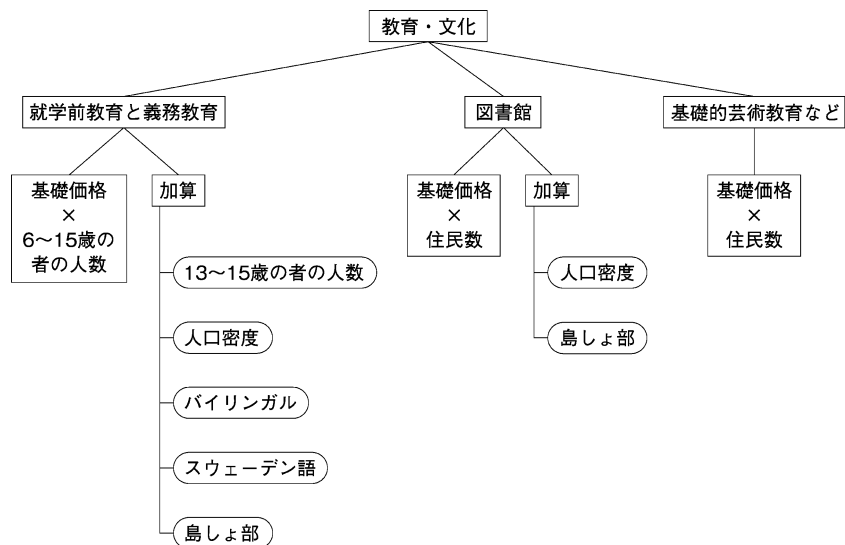 教育・文化
就学前教育と義務教育
図書館
基礎的芸術教育など
基礎価格
×
6〜15歳の
者の人数
加算
13〜15歳の者の人数
人口密度
バイリンガル
スウェーデン語
島しょ部
基礎価格
×
住民数
加算
人口密度
島しょ部
基礎価格
×
住民数